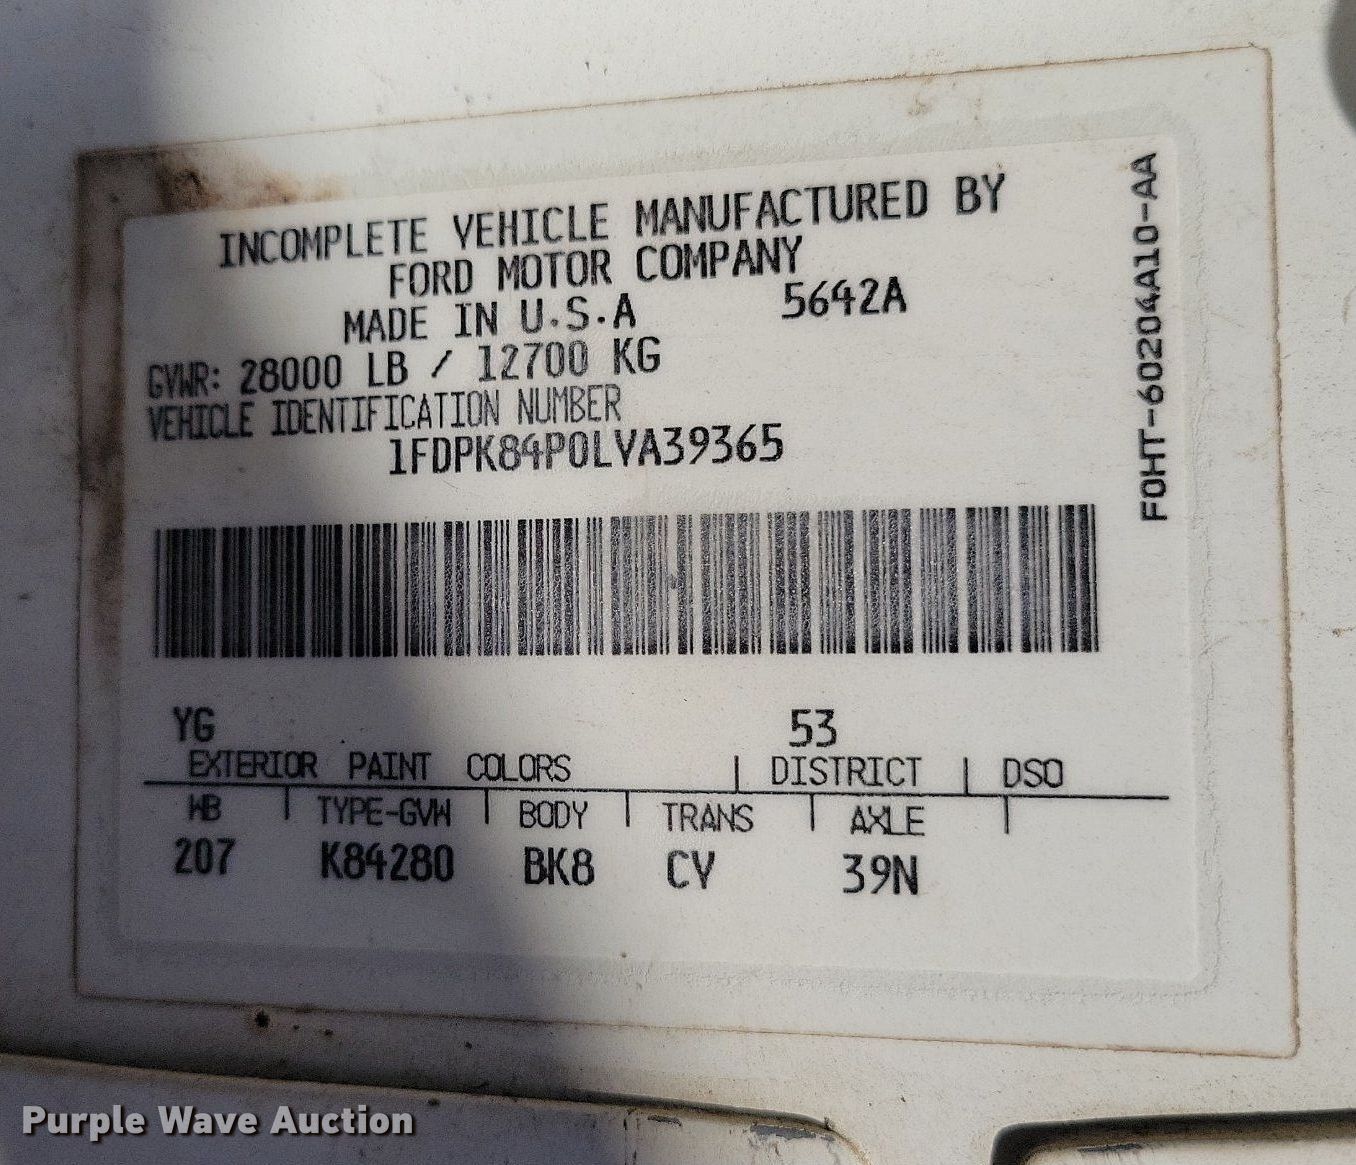 INCOMPLETE VEHICLE MANUFACTURED BY
FORD MOTOR COMPANY
MADE IN U.S.A 5642A
GVWR: 28000 LB / 12700 KG
VEHICLE IDENTIFICATION NUMBER
1FDPK84P0LVA39365
F0HT-60204A10-AA
YG 53
EXTERIOR PAINT COLORS | DISTRICT | DSO
WB | TYPE-GVW | BODY | TRANS | AXLE |
207 K84280 BK8 CV 39N
Purple Wave Auction